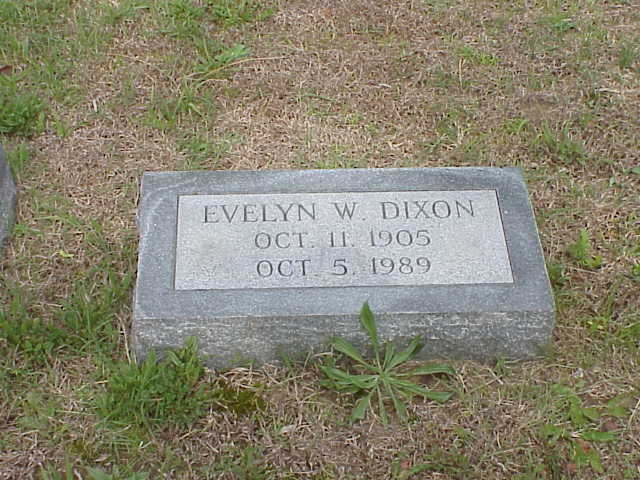 EVELYN W. DIXON
OCT. 11. 1905
OCT. 5. 1989